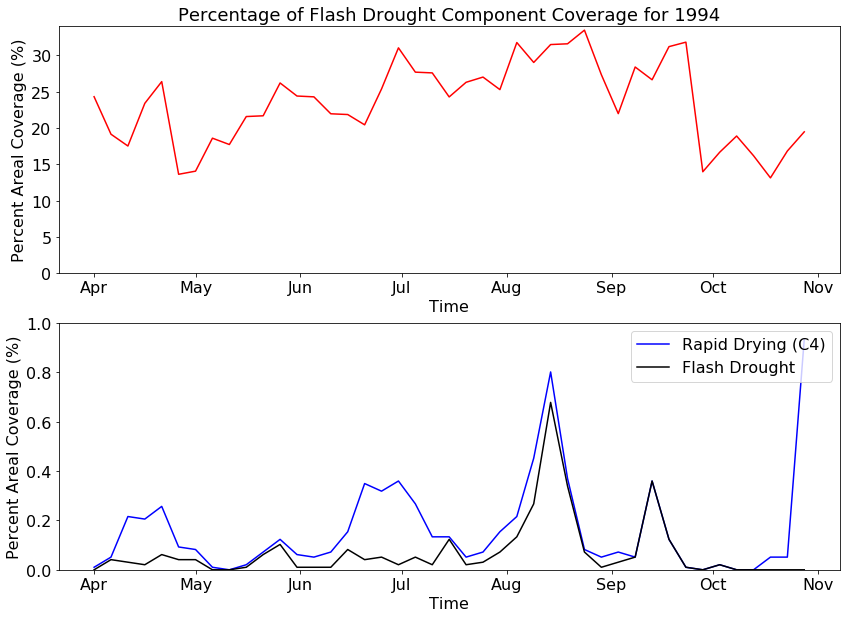 Percentage of Flash Drought Component Coverage for 1994
Percent Areal Coverage (%)
30
25
20
15
10
5
0
Apr May Jun Jul Aug Sep Oct Nov
Time
Percent Areal Coverage (%)
1.0
0.8
0.6
0.4
0.2
0.0
Rapid Drying (C4)
Flash Drought
Apr May Jun Jul Aug Sep Oct Nov
Time